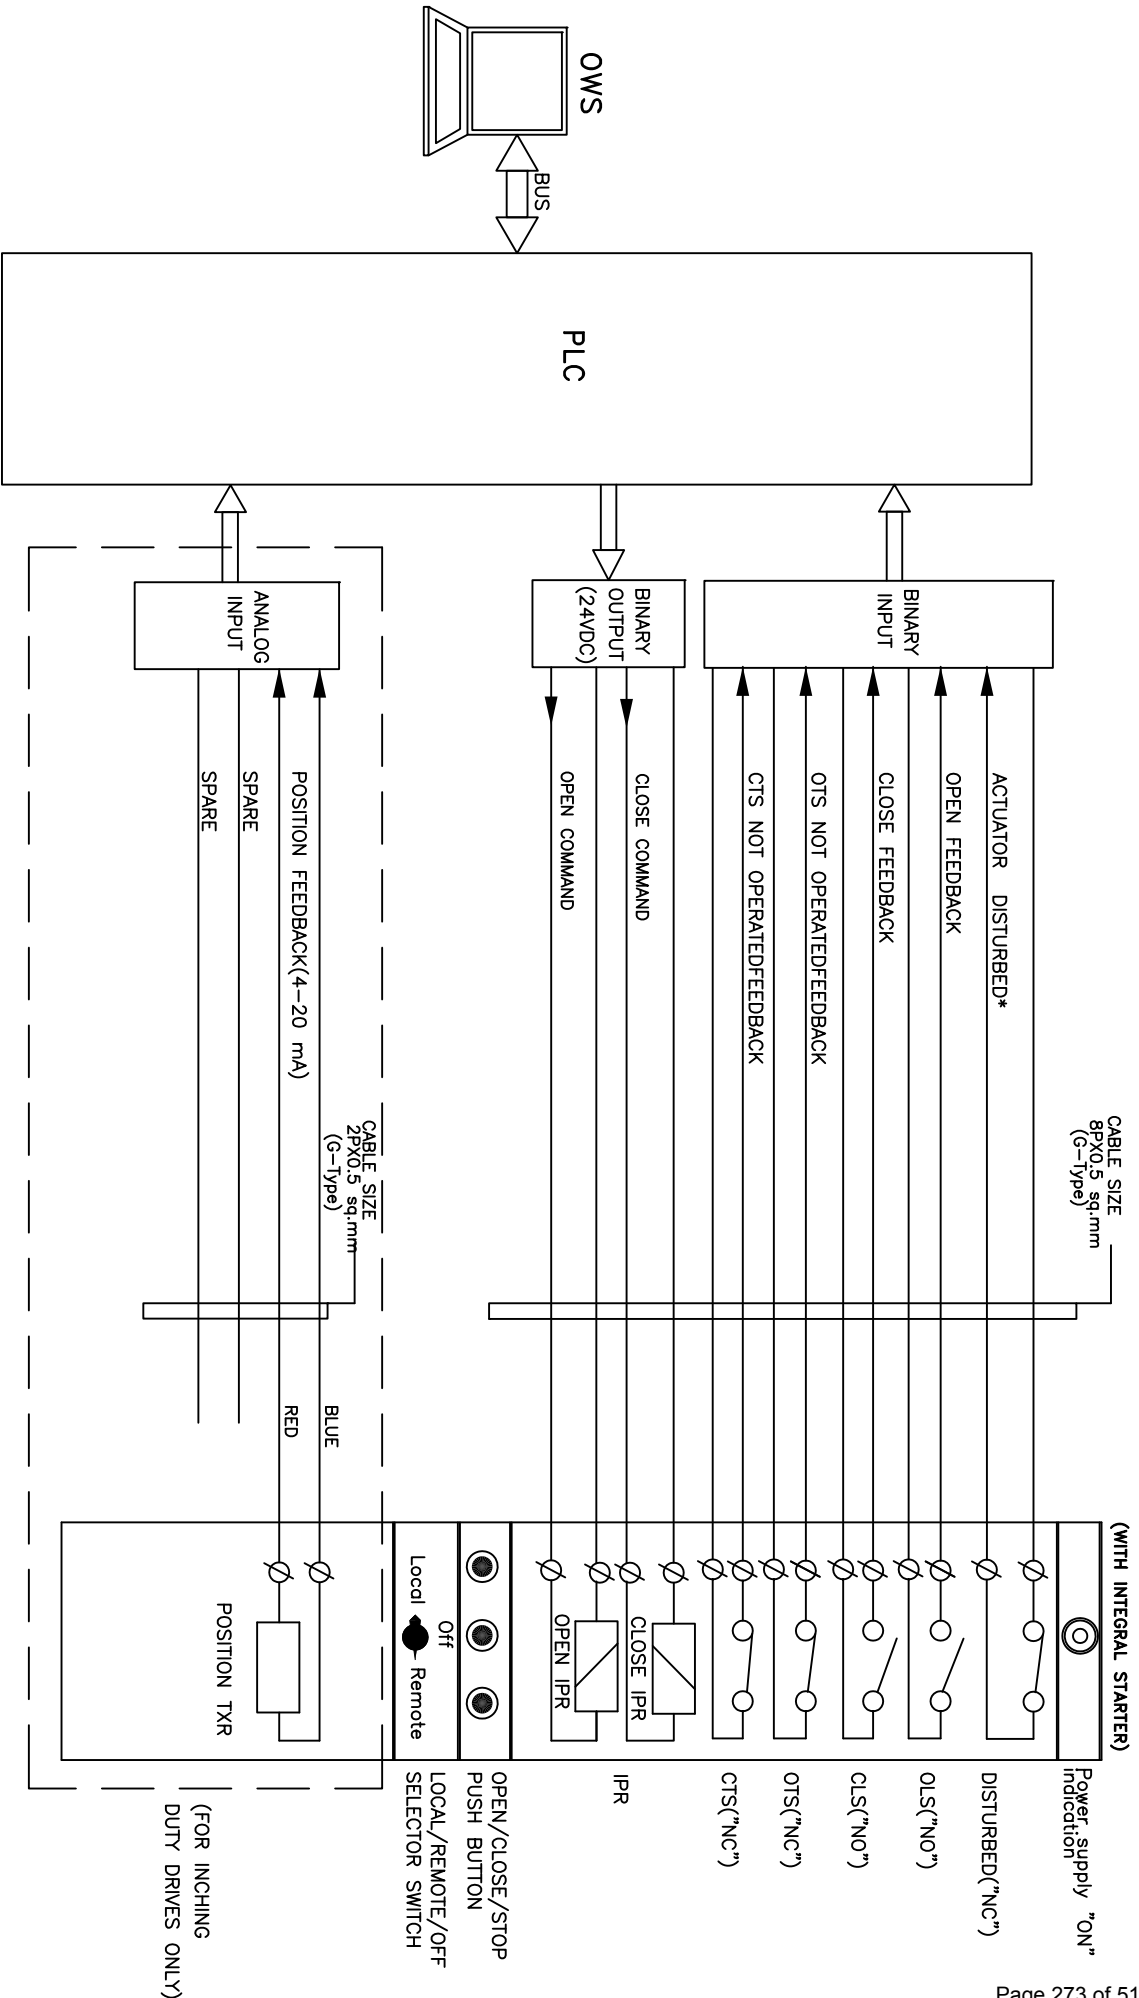 OWS
BUS
PLC
BINARY
INPUT
BINARY
OUTPUT
(24VDC)
ANALOG
INPUT
ACTUATOR DISTURBED*
OPEN FEEDBACK
CLOSE FEEDBACK
OTS NOT OPERATEDFEEDBACK
CTS NOT OPERATEDFEEDBACK
CLOSE COMMAND
OPEN COMMAND
POSITION FEEDBACK(4-20 mA)
SPARE
SPARE
CABLE SIZE
8PX0.5 sq.mm
(G-Type)
CABLE SIZE
2PX0.5 sq.mm
(G-Type)
BLUE
RED
(WITH INTEGRAL STARTER)
CLOSE IPR
OPEN IPR
Local
Off
Remote
POSITION TXR
Power supply "ON"
indication
DISTURBED("NC")
OLS("NO")
CLS("NO")
OTS("NC")
CTS("NC")
IPR
OPEN/CLOSE/STOP
PUSH BUTTON
LOCAL/REMOTE/OFF
SELECTOR SWITCH
(FOR INCHING
DUTY DRIVES ONLY)
Page 273 of 51